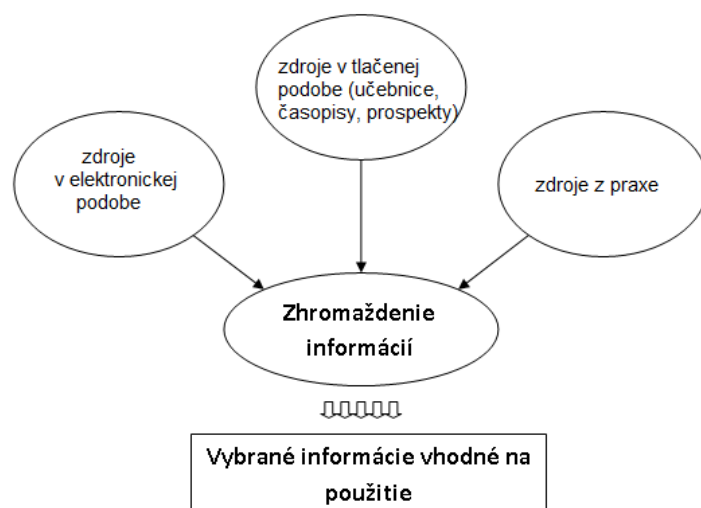 zdroje v tlačenej
podobe (učebnice,
časopisy, prospekty)
zdroje
v elektronickej
podobe
zdroje z praxe
Zhromaždenie
informácií
Vybrané informácie vhodné na
použitie